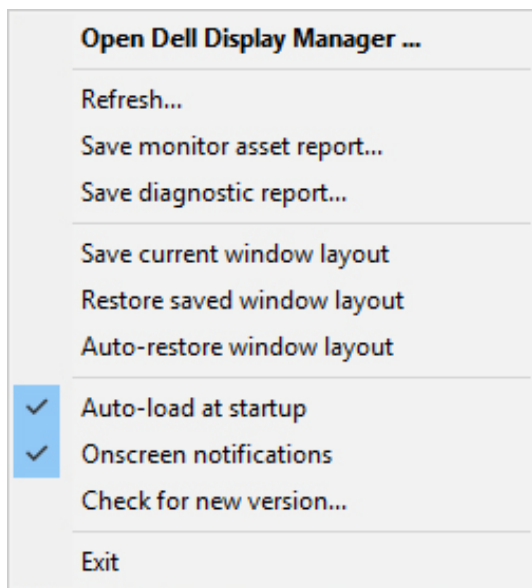 Open Dell Display Manager ...
Refresh...
Save monitor asset report...
Save diagnostic report...
Save current window layout
Restore saved window layout
Auto-restore window layout
Auto-load at startup
Onscreen notifications
Check for new version...
Exit